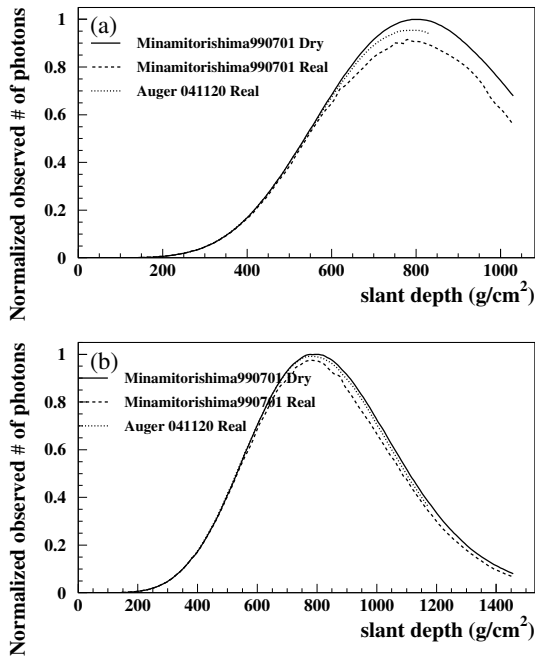 Normalized observed # of photons
(a)
Minamitorishima990701 Dry
Minamitorishima990701 Real
Auger 041120 Real
1
0.8
0.6
0.4
0.2
0
0 200 400 600 800 1000
slant depth (g/cm²)
Normalized observed # of photons
(b)
Minamitorishima990701 Dry
Minamitorishima990701 Real
Auger 041120 Real
1
0.8
0.6
0.4
0.2
0
0 200 400 600 800 1000 1200 1400
slant depth (g/cm²)